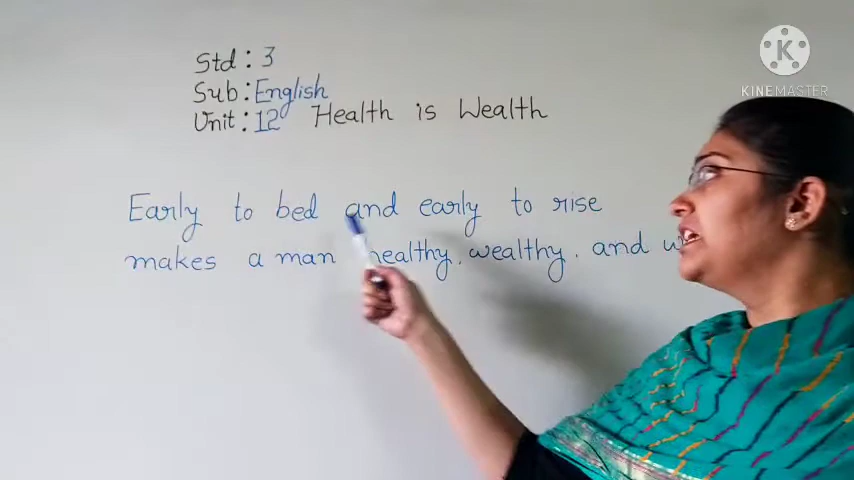 Std : 3
Sub : English
Unit : 12 Health is Wealth
Early to bed and early to rise
makes a man healthy, wealthy, and
K
KINEMASTER